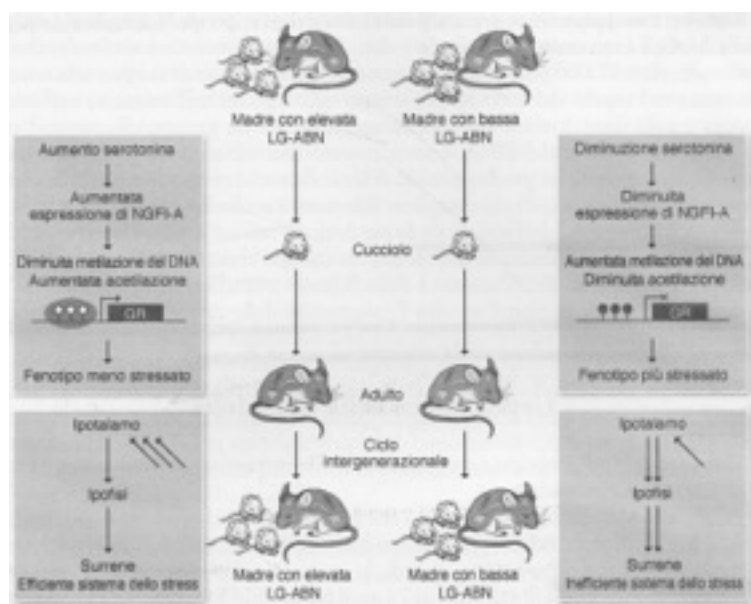 Madre con elevata
LG-ABN
Madre con bassa
LG-ABN
Aumento serotonina
Aumentata
espressione di NGFI-A
Diminuita metilazione del DNA
Aumentata acetilazione
GR
Fenotipo meno stressato
Ipotalamo
Ipofisi
Surrene
Efficiente sistema dello stress
Cucciolo
Adulto
Ciclo
intergenerazionale
Madre con elevata
LG-ABN
Madre con bassa
LG-ABN
Diminuzione serotonina
Diminuita
espressione di NGFI-A
Aumentata metilazione del DNA
Diminuita acetilazione
GR
Fenotipo più stressato
Ipotalamo
Ipofisi
Surrene
Inefficiente sistema dello stress